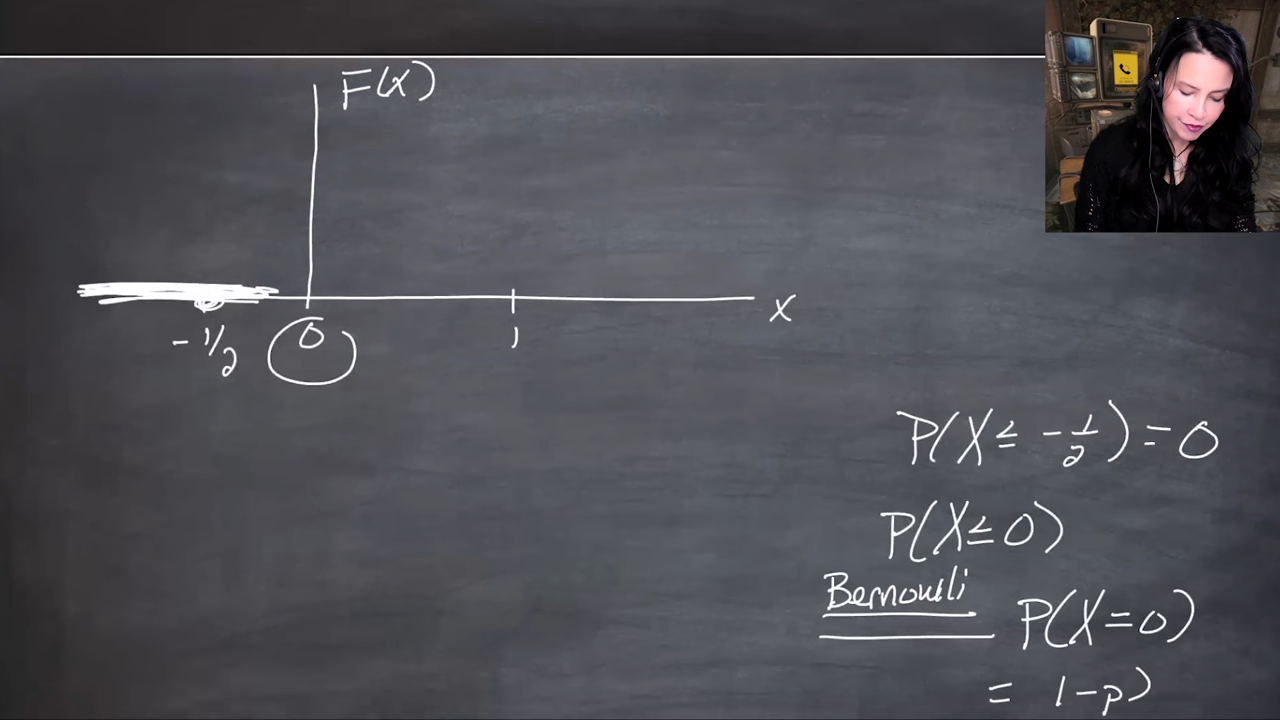 F(x)
x
-1/2 0 1
P(X ≤ -1/2) = 0
P(X ≤ 0)
Bernoulli
P(X = 0)
= 1-p)